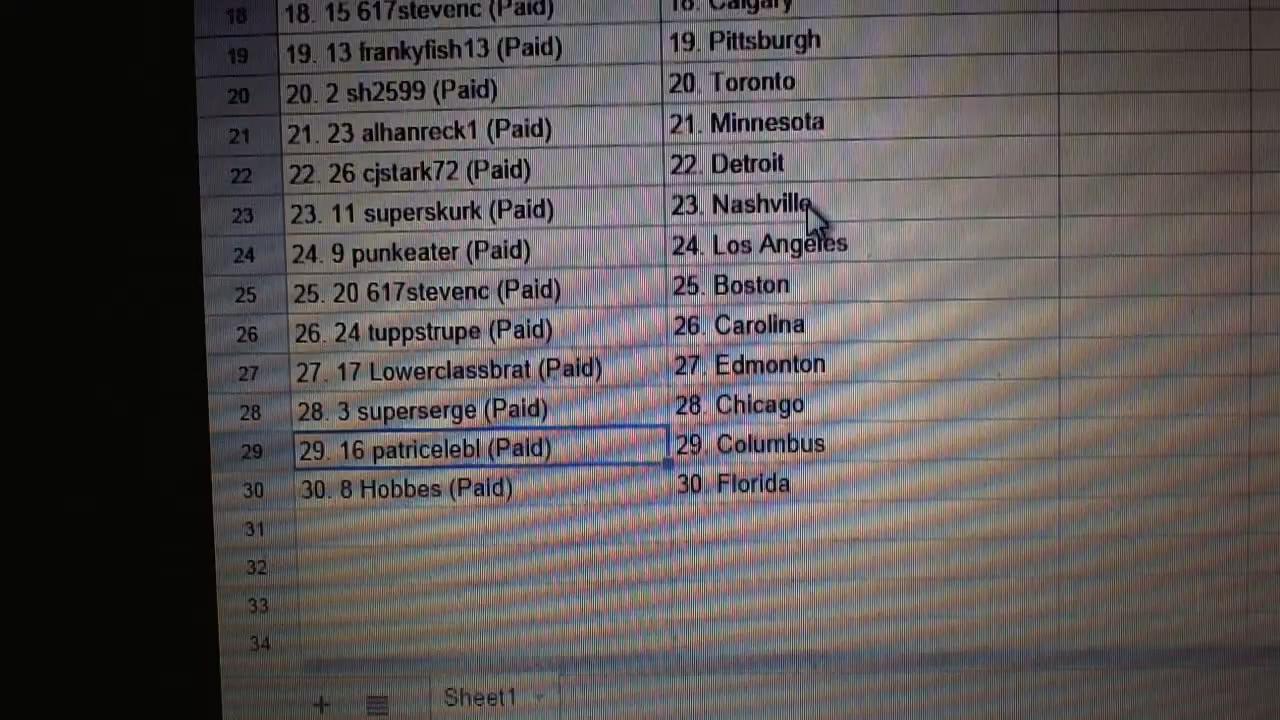 18 18. 15 617stevenc (Paid) 18. Calgary
19 19. 13 frankyfish13 (Paid) 19. Pittsburgh
20 20. 2 sh2599 (Paid) 20. Toronto
21 21. 23 alhanreck1 (Paid) 21. Minnesota
22 22. 26 cjstark72 (Paid) 22. Detroit
23 23. 11 superskurk (Paid) 23. Nashville
24 24. 9 punkeater (Paid) 24. Los Angeles
25 25. 20 617stevenc (Paid) 25. Boston
26 26. 24 tuppstrupe (Paid) 26. Carolina
27 27. 17 Lowerclassbrat (Paid) 27. Edmonton
28 28. 3 superserge (Paid) 28. Chicago
29 29. 16 patricelebl (Paid) 29. Columbus
30 30. 8 Hobbes (Paid) 30. Florida
31
32
33
34
+ Sheet1